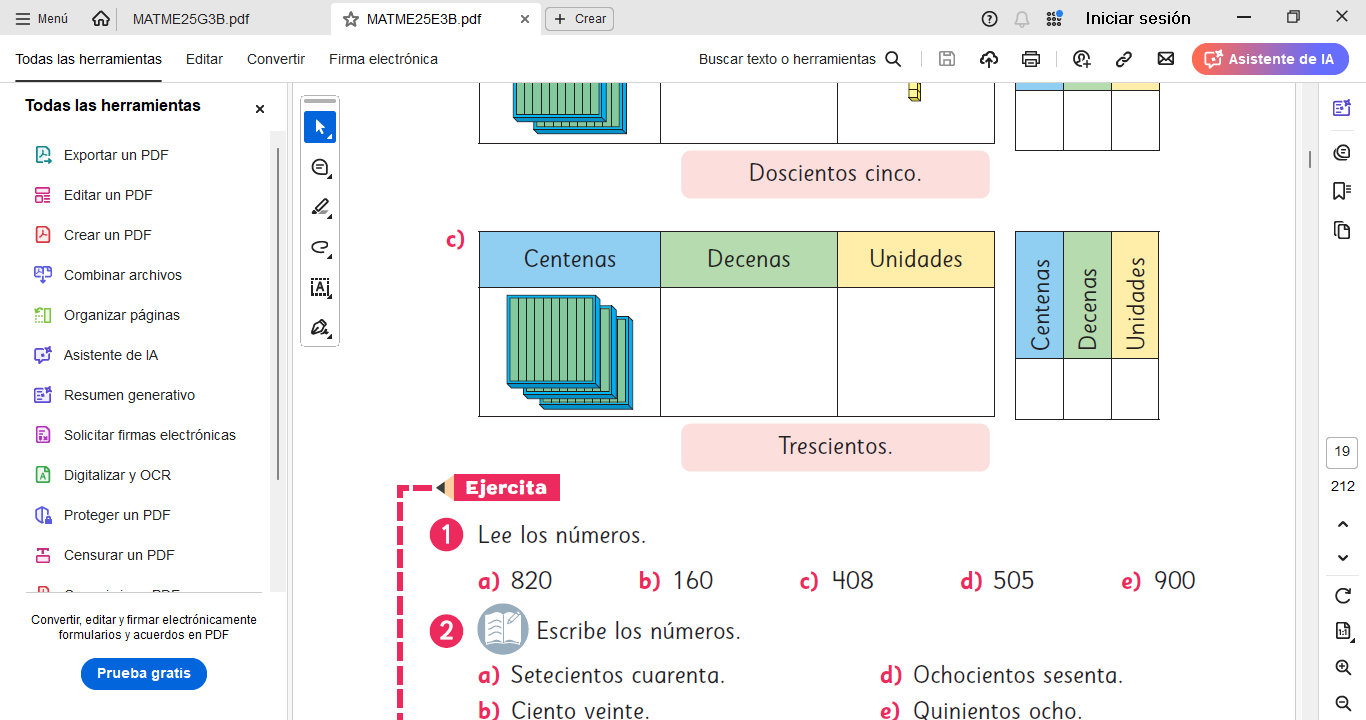 Menú
MATME25G3B.pdf
MATME25E3B.pdf
Crear
Iniciar sesión
Todas las herramientas
Editar
Convertir
Firma electrónica
Buscar texto o herramientas
Asistente de IA
Todas las herramientas
Exportar un PDF
Editar un PDF
Crear un PDF
Combinar archivos
Organizar páginas
Asistente de IA
Resumen generativo
Solicitar firmas electrónicas
Digitalizar y OCR
Proteger un PDF
Censurar un PDF
Convertir, editar y firmar electrónicamente
formularios y acuerdos en PDF
Prueba gratis
Doscientos cinco.
c)
Centenas Decenas Unidades
Centenas
Decenas
Unidades
Trescientos.
Ejercita
1 Lee los números.
a) 820 b) 160 c) 408 d) 505 e) 900
2 Escribe los números.
a) Setecientos cuarenta. d) Ochocientos sesenta.
b) Ciento veinte. e) Quinientos ocho.
19
212
1:1